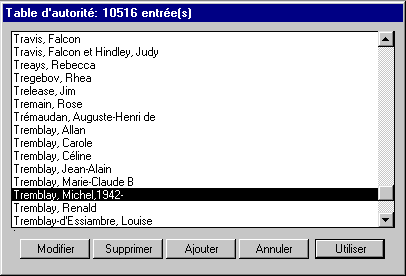 Table d'autorité: 10516 entrée(s)
Travis, Falcon
Travis, Falcon et Hindley, Judy
Treays, Rebecca
Tregebov, Rhea
Trelease, Jim
Tremain, Rose
Trémaudan, Auguste-Henri de
Tremblay, Allan
Tremblay, Carole
Tremblay, Céline
Tremblay, Jean-Alain
Tremblay, Marie-Claude B
Tremblay, Michel,1942-
Tremblay, Renald
Tremblay-d'Essiambre, Louise
Modifier Supprimer Ajouter Annuler Utiliser